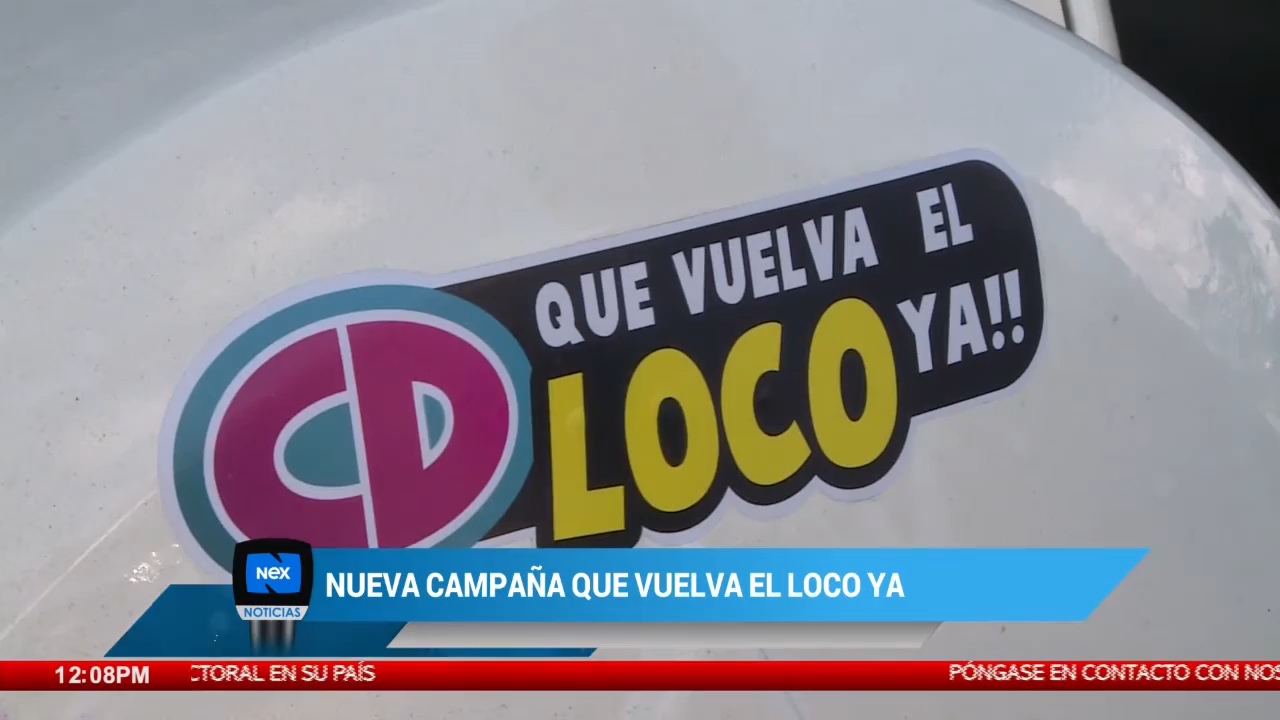 QUE VUELVA EL
CD
LOCO YA!!
nex
NOTICIAS
NUEVA CAMPAÑA QUE VUELVA EL LOCO YA
12:08PM
CTORAL EN SU PAÍS
PÓNGASE EN CONTACTO CON NOS